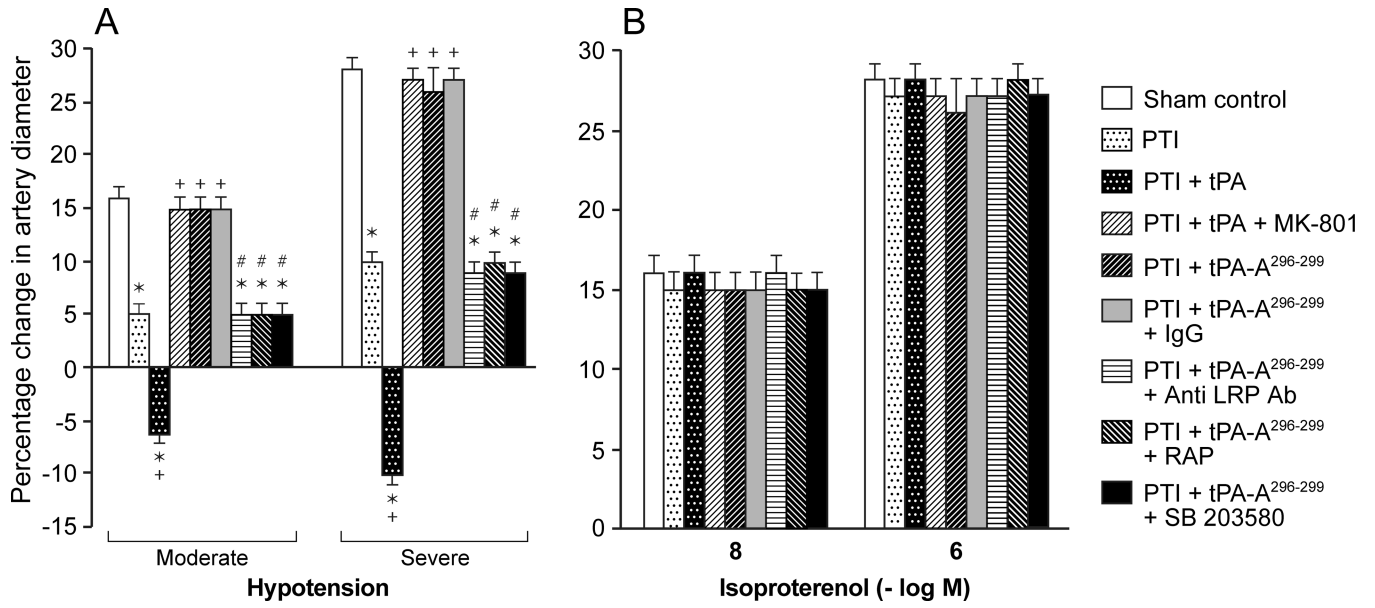 A
Percentage change in artery diameter
30
25
20
15
10
5
0
-5
-10
-15
+ + +
* * * *
# # #
*
+
+ + +
* * * *
# # #
*
+
Moderate
Severe
Hypotension
B
30
25
20
15
10
5
0
8
6
Isoproterenol (- log M)
Sham control
PTI
PTI + tPA
PTI + tPA + MK-801
PTI + tPA-A²⁹⁶⁻²⁹⁹
PTI + tPA-A²⁹⁶⁻²⁹⁹
+ IgG
PTI + tPA-A²⁹⁶⁻²⁹⁹
+ Anti LRP Ab
PTI + tPA-A²⁹⁶⁻²⁹⁹
+ RAP
PTI + tPA-A²⁹⁶⁻²⁹⁹
+ SB 203580